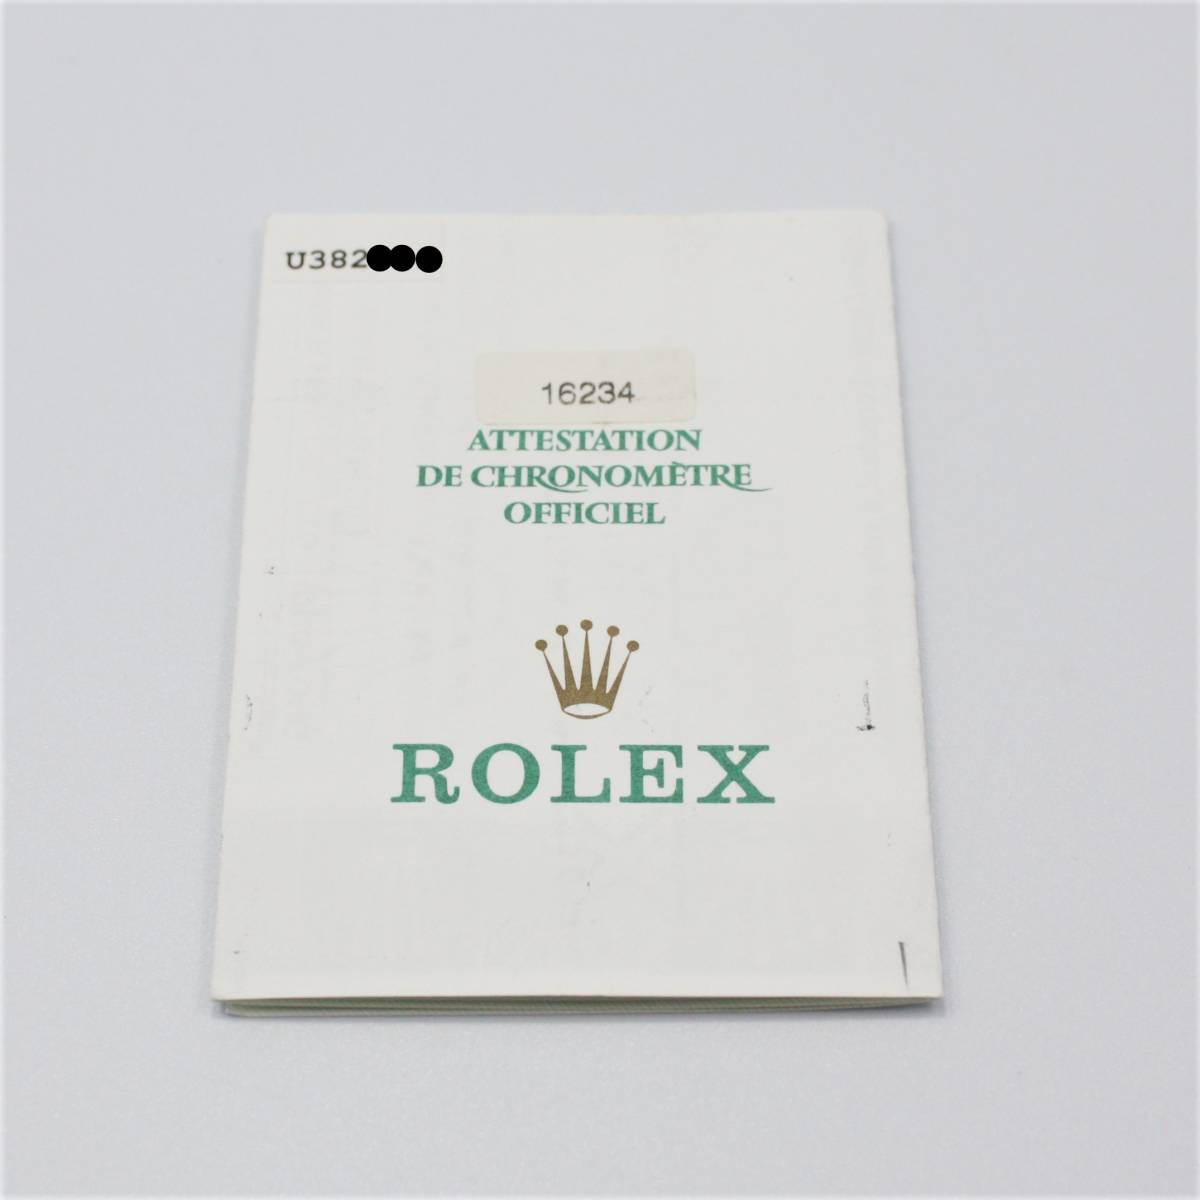 U382
16234
ATTESTATION
DE CHRONOMÈTRE
OFFICIEL
ROLEX